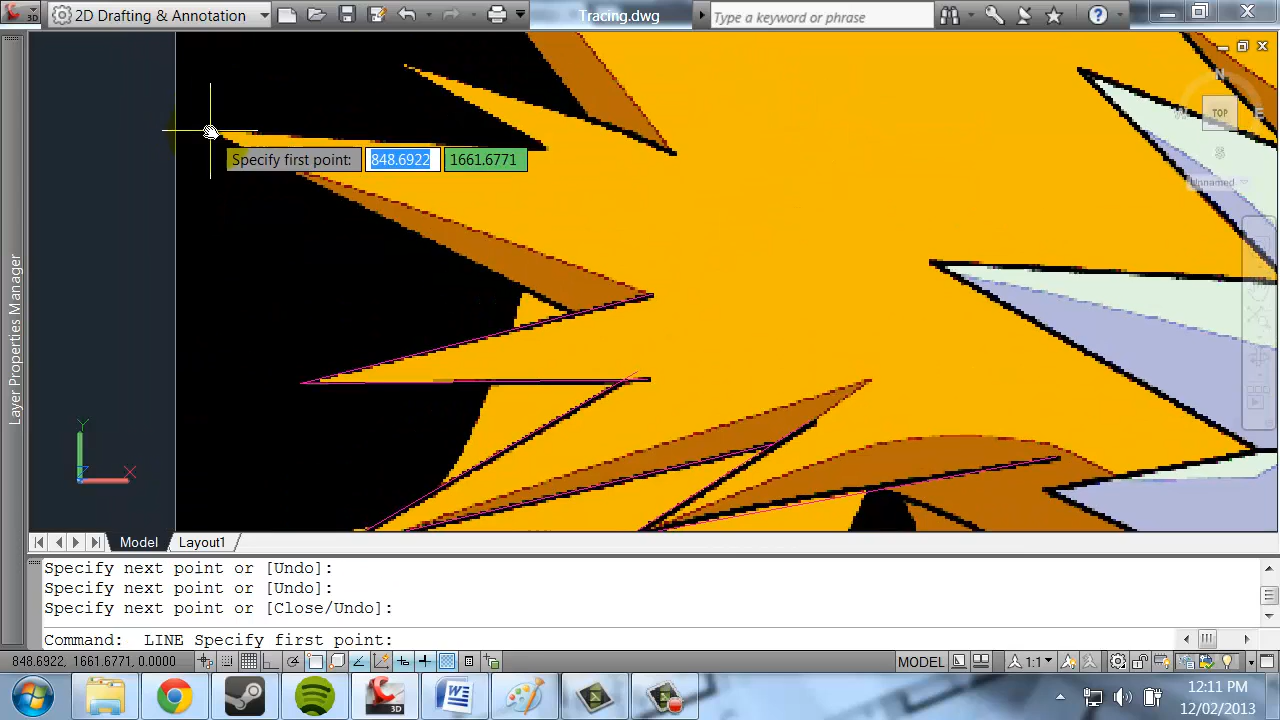 3D
2D Drafting & Annotation
Tracing.dwg
Type a keyword or phrase
N
W TOP E
S
Unnamed
Specify first point: 848.6922 1661.6771
Layer Properties Manager
Y
X
Model Layout1
Specify next point or [Undo]:
Specify next point or [Undo]:
Specify next point or [Close/Undo]:
Command: LINE Specify first point:
848.6922, 1661.6771, 0.0000 MODEL 1:1
3D
12:11 PM
12/02/2013